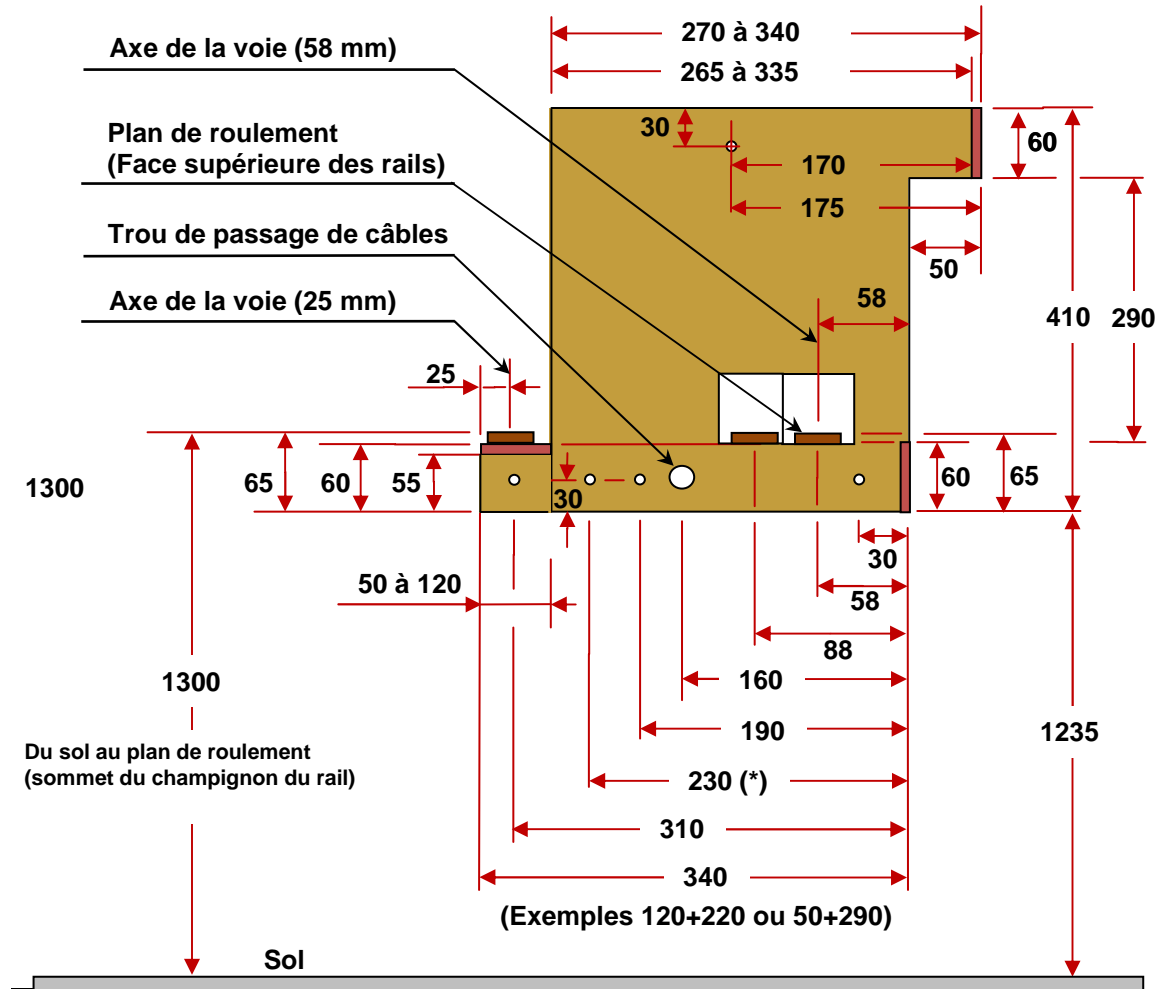 270 à 340
Axe de la voie (58 mm)
265 à 335
Plan de roulement
(Face supérieure des rails)
30
60
170
175
Trou de passage de câbles
50
Axe de la voie (25 mm)
58
410
290
25
1300
65
60
55
30
60
65
30
50 à 120
58
88
1300
160
190
1235
Du sol au plan de roulement
(sommet du champignon du rail)
230 (*)
310
340
(Exemples 120+220 ou 50+290)
Sol